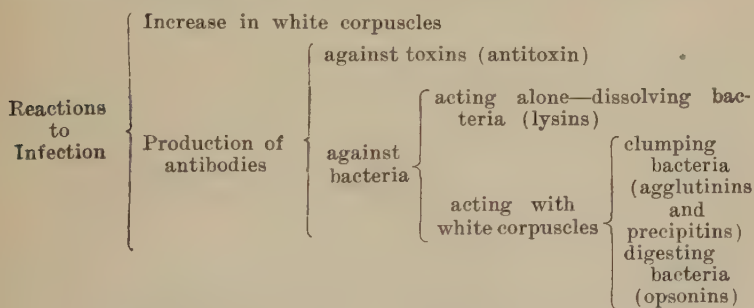 Increase in white corpuscles
against toxins (antitoxin)
Reactions
to
Infection
Production of
antibodies
against
bacteria
acting alone—dissolving bac-
teria (lysins)
acting with
white corpuscles
clumping
bacteria
(agglutinins
and
precipitins)
digesting
bacteria
(opsonins)